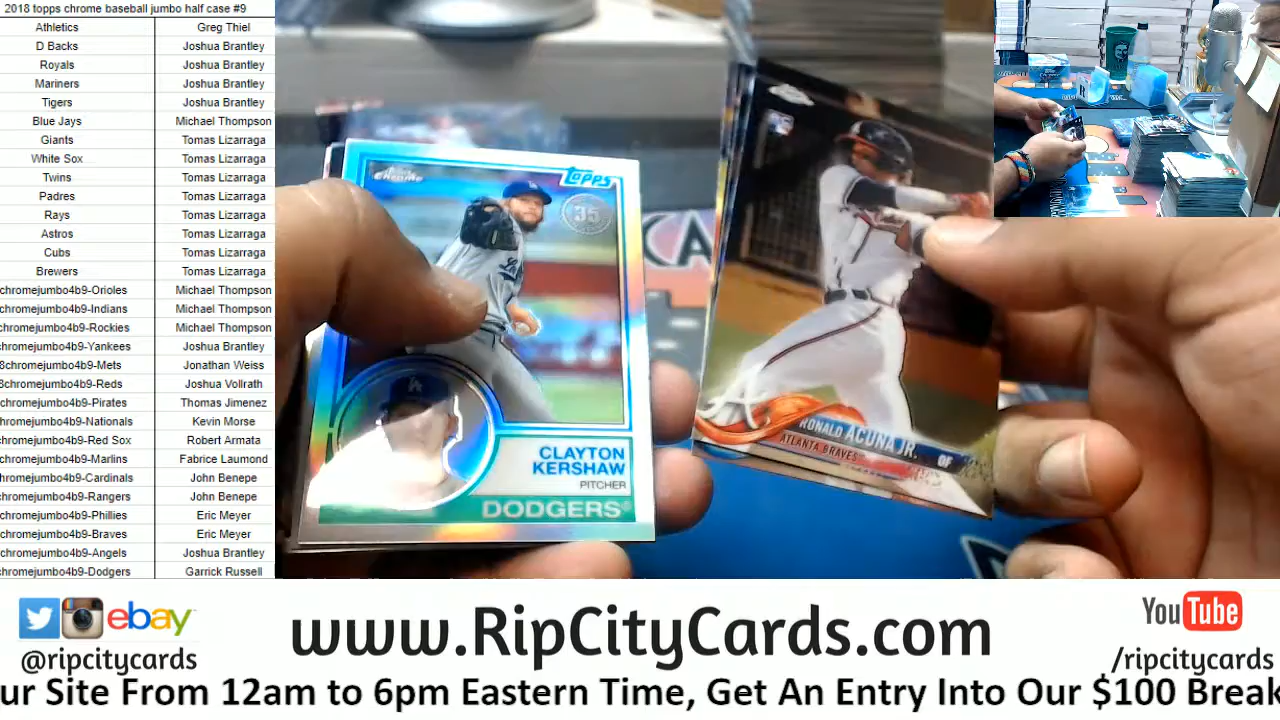 2018 topps chrome baseball jumbo half case #9
Athletics Greg Thiel
D Backs Joshua Brantley
Royals Joshua Brantley
Mariners Joshua Brantley
Tigers Joshua Brantley
Blue Jays Michael Thompson
Giants Tomas Lizarraga
White Sox Tomas Lizarraga
Twins Tomas Lizarraga
Padres Tomas Lizarraga
Rays Tomas Lizarraga
Astros Tomas Lizarraga
Cubs Tomas Lizarraga
Brewers Tomas Lizarraga
chromejumbo4b9-Orioles Michael Thompson
chromejumbo4b9-Indians Michael Thompson
chromejumbo4b9-Rockies Michael Thompson
chromejumbo4b9-Yankees Joshua Brantley
8chromejumbo4b9-Mets Jonathan Weiss
8chromejumbo4b9-Reds Joshua Vollrath
chromejumbo4b9-Pirates Thomas Jimenez
chromejumbo4b9-Nationals Kevin Morse
chromejumbo4b9-Red Sox Robert Armata
chromejumbo4b9-Marlins Fabrice Laumond
chromejumbo4b9-Cardinals John Benepe
chromejumbo4b9-Rangers John Benepe
chromejumbo4b9-Phillies Eric Meyer
chromejumbo4b9-Braves Eric Meyer
chromejumbo4b9-Angels Joshua Brantley
chromejumbo4b9-Dodgers Garrick Russell
Chrome
Topps
35
CLAYTON
KERSHAW
PITCHER
DODGERS
RONALD ACUÑA JR. OF
ATLANTA BRAVES
KA
ebay
@ripcitycards
www.RipCityCards.com
YouTube
/ripcitycards
ur Site From 12am to 6pm Eastern Time, Get An Entry Into Our $100 Break